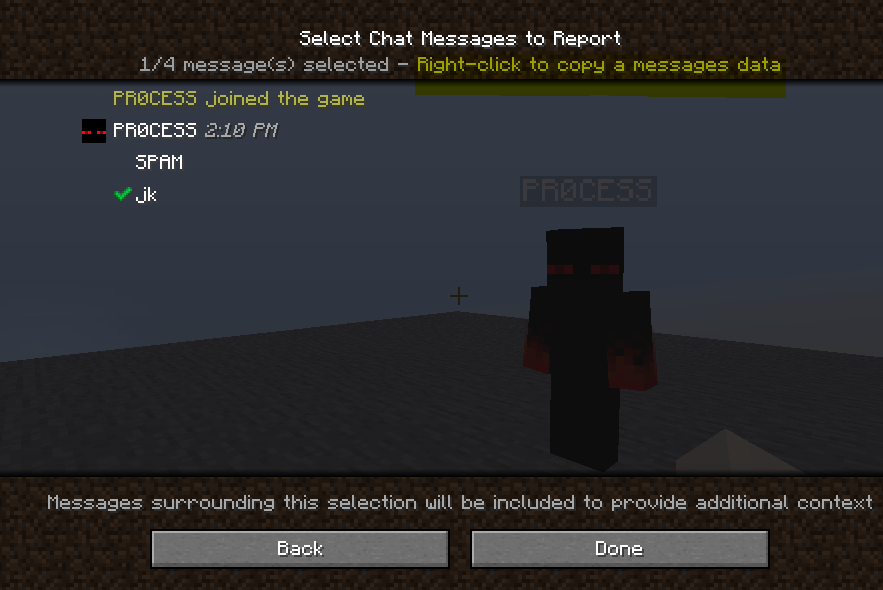 Select Chat Messages to Report
1/4 message(s) selected - Right-click to copy a messages data
PR0CESS joined the game
PR0CESS 2:10 PM
SPAM
jk
PR0CESS
Messages surrounding this selection will be included to provide additional context
Back
Done